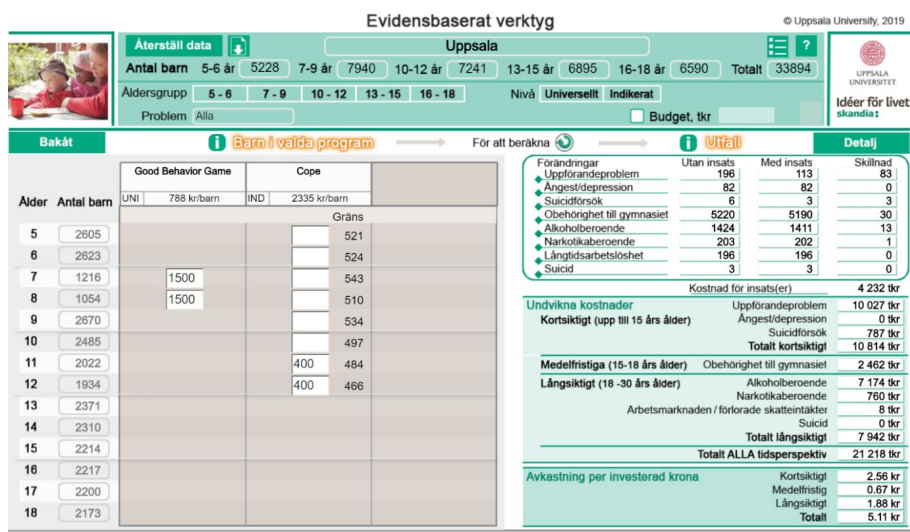 Evidensbaserat verktyg
© Uppsala University, 2019
Återställ data
Uppsala
?
Antal barn 5-6 år 5228 7-9 år 7940 10-12 år 7241 13-15 år 6895 16-18 år 6590 Totalt 33894
Åldersgrupp 5 - 6 7 - 9 10 - 12 13 - 15 16 - 18 Nivå Universellt Indikerat
Problem Alla Budget, tkr
UPPSALA
UNIVERSITET
Idéer för livet
skandia:
Bakåt
i Barn i valda program
För att beräkna
i Utfall
Detalj
Good Behavior Game Cope
UNI 788 kr/barn IND 2335 kr/barn
Ålder Antal barn
Gräns
5 2605 521
6 2623 524
7 1216 1500 543
8 1054 1500 510
9 2670 534
10 2485 497
11 2022 400 484
12 1934 400 466
13 2371
14 2310
15 2214
16 2217
17 2200
18 2173
Förändringar Utan insats Med insats Skillnad
Uppförandeproblem 196 113 83
Ångest/depression 82 82 0
Suicidförsök 6 3 3
Obehörighet till gymnasiet 5220 5190 30
Alkoholberoende 1424 1411 13
Narkotikaberoende 203 202 1
Långtidsarbetslöshet 196 196 0
Suicid 3 3 0
Kostnad för insats(er) 4 232 tkr
Undvikna kostnader Uppförandeproblem 10 027 tkr
Kortsiktigt (upp till 15 års ålder) Ångest/depression 0 tkr
Suicidförsök 787 tkr
Totalt kortsiktigt 10 814 tkr
Medelfristiga (15-18 års ålder) Obehörighet till gymnasiet 2 462 tkr
Långsiktigt (18 -30 års ålder) Alkoholberoende 7 174 tkr
Narkotikaberoende 760 tkr
Arbetsmarknaden / förlorade skatteintäkter 8 tkr
Suicid 0 tkr
Totalt långsiktigt 7 942 tkr
Totalt ALLA tidsperspektiv 21 218 tkr
Avkastning per investerad krona Kortsiktigt 2.56 kr
Medelfristig 0.67 kr
Långsiktigt 1.88 kr
Totalt 5.11 kr